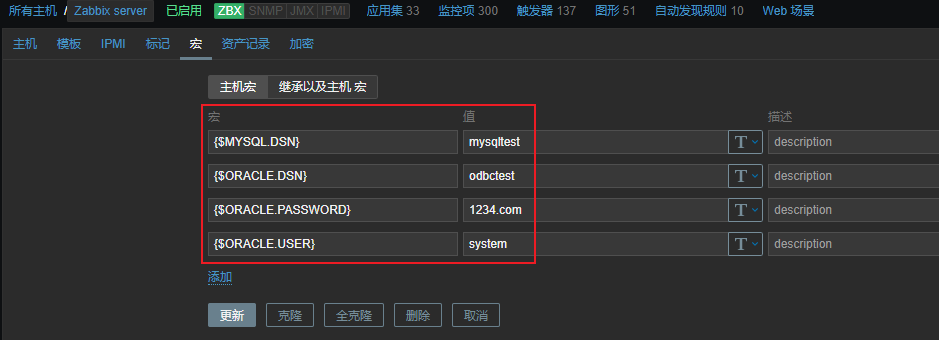 所有主机 / Zabbix server 已启用 ZBX SNMP JMX IPMI 应用集 33 监控项 300 触发器 137 图形 51 自动发现规则 10 Web 场景
主机 模板 IPMI 标记 宏 资产记录 加密
主机宏 继承以及主机 宏
宏 值 描述
{$MYSQL.DSN} mysqltest T description
{$ORACLE.DSN} odbctest T description
{$ORACLE.PASSWORD} 1234.com T description
{$ORACLE.USER} system T description
添加
更新 克隆 全克隆 删除 取消